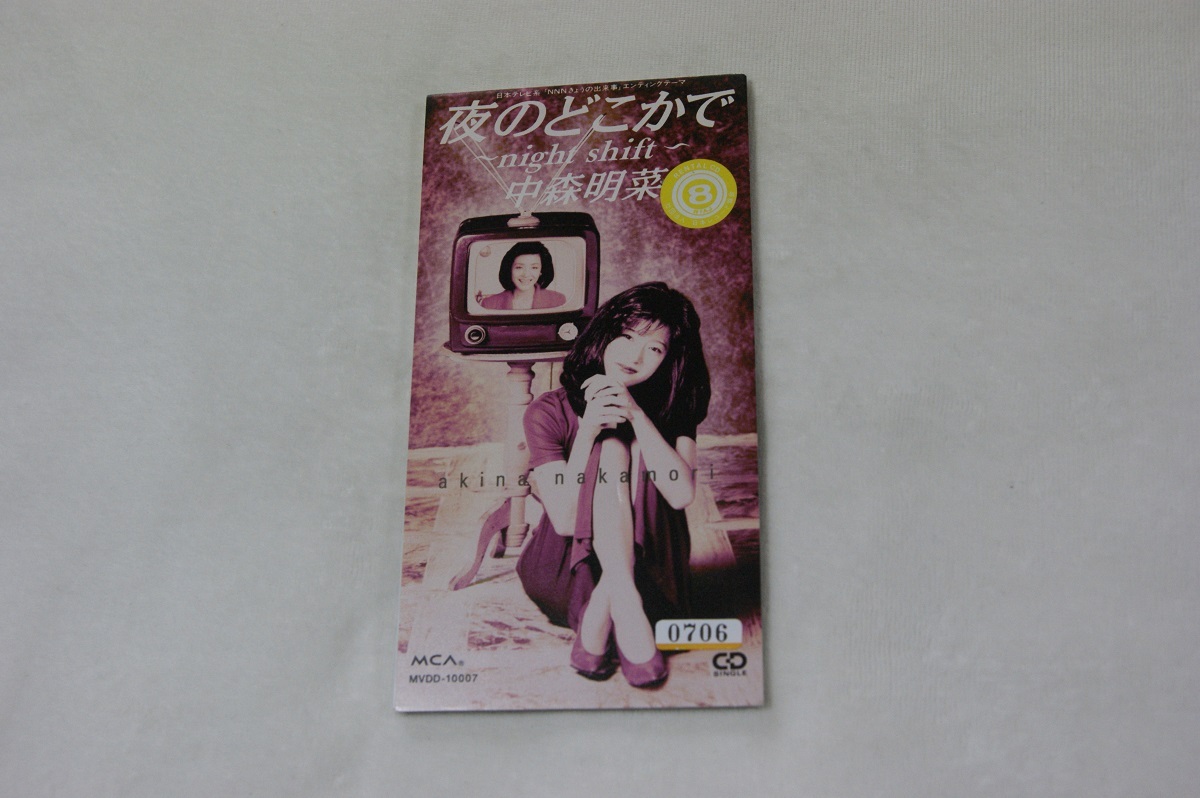 日本テレビ系「NNNきょうの出来事」エンディングテーマ
夜のどこかで
~night shift~
中森明菜
8
akina nakamori
0706
MCA®
MVDD-10007
CD
SINGLE